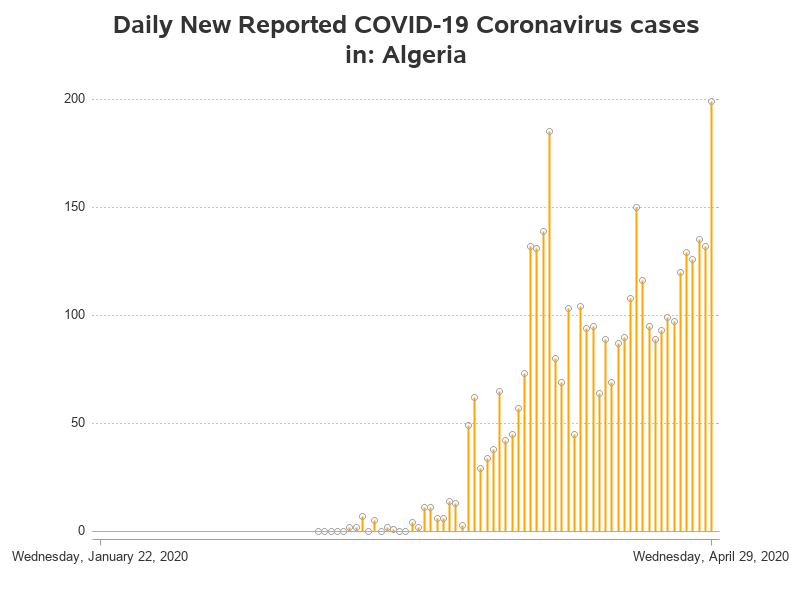 Daily New Reported COVID-19 Coronavirus cases
in: Algeria
200
150
100
50
0
Wednesday, January 22, 2020
Wednesday, April 29, 2020